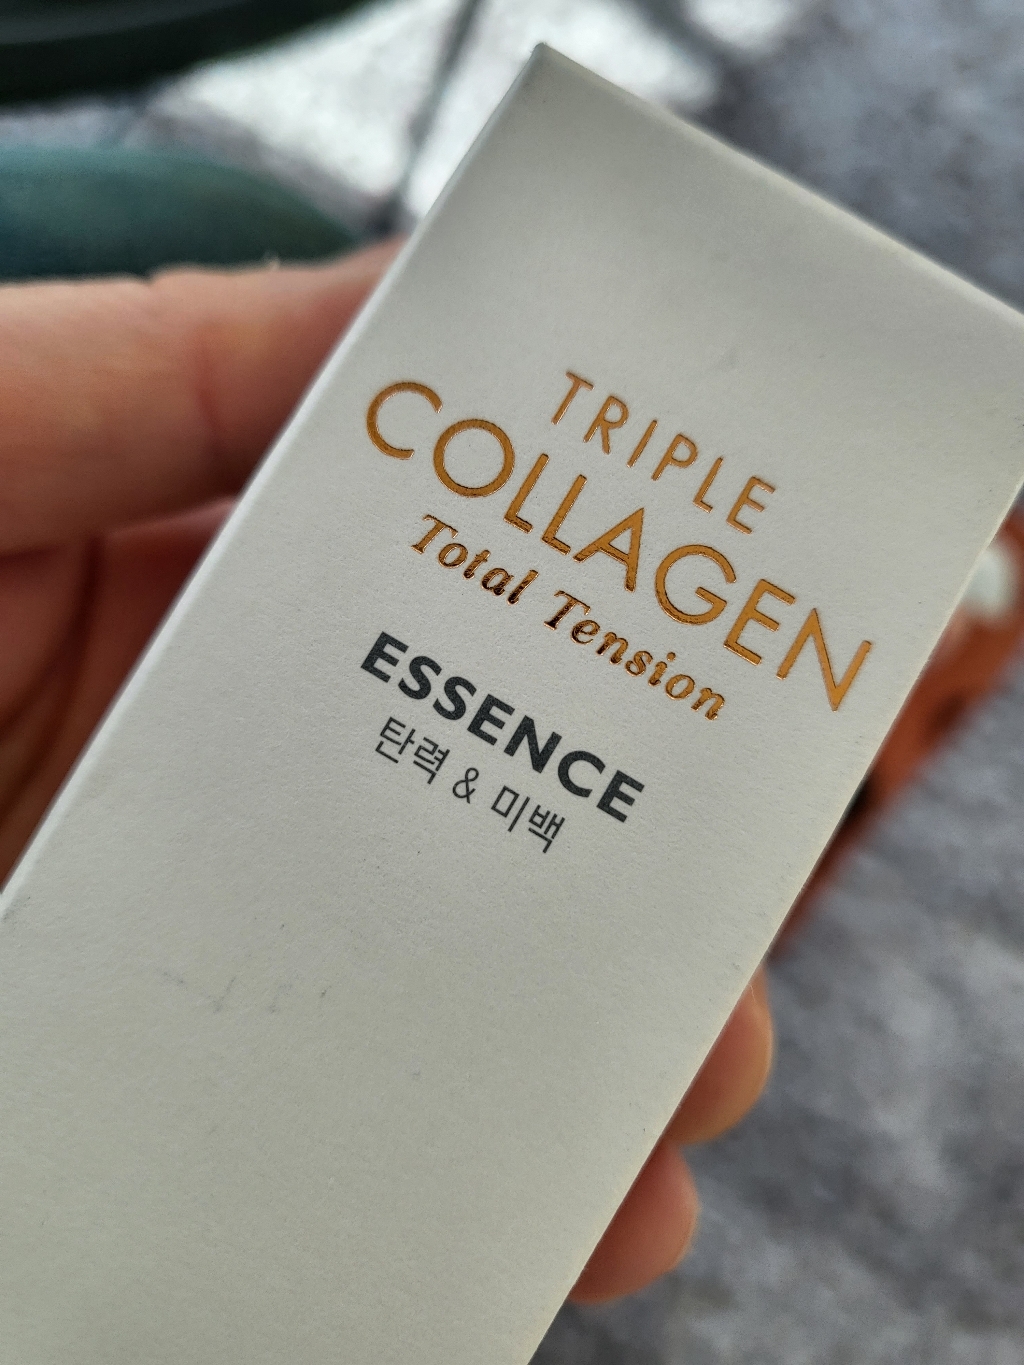 TRIPLE
COLLAGEN
Total Tension
ESSENCE
탄력 & 미백